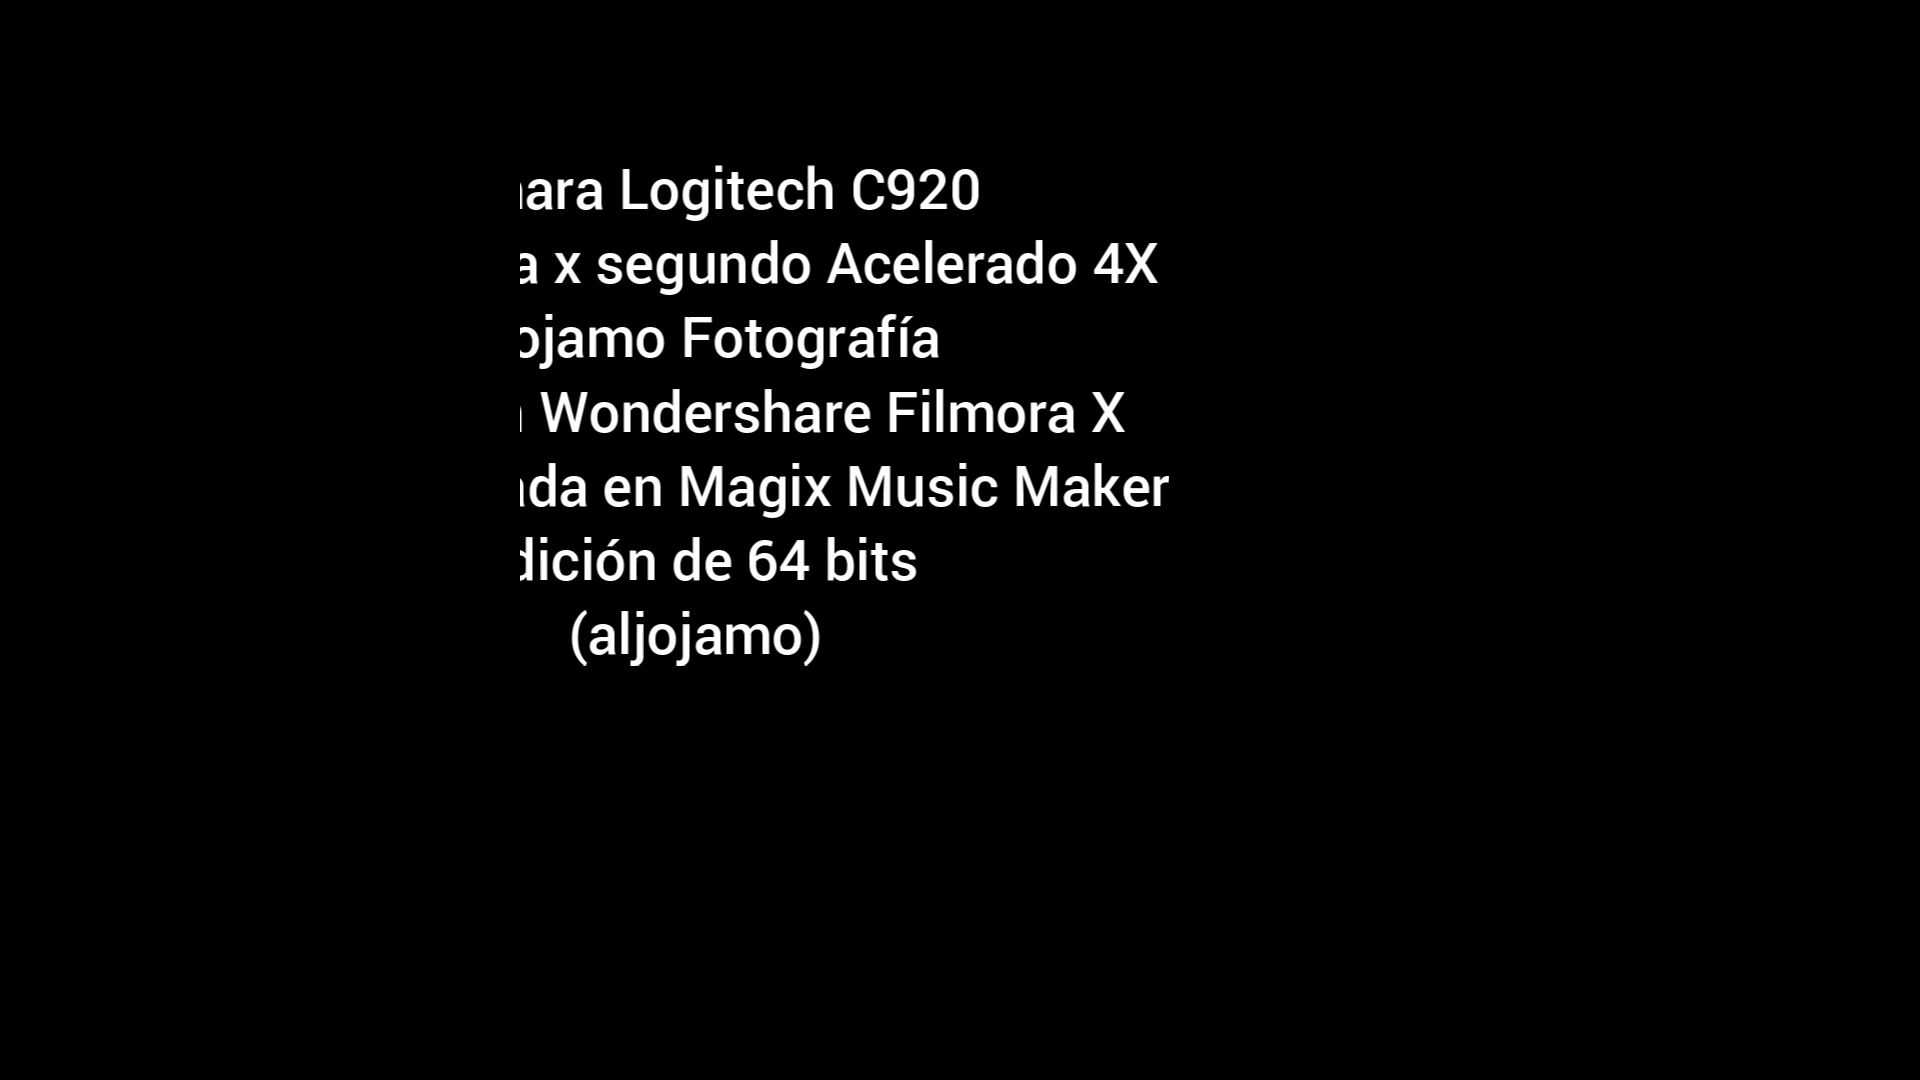 ara Logitech C920
a x segundo Acelerado 4X
ojamo Fotografía
Wondershare Filmora X
da en Magix Music Maker
dición de 64 bits
(aljojamo)